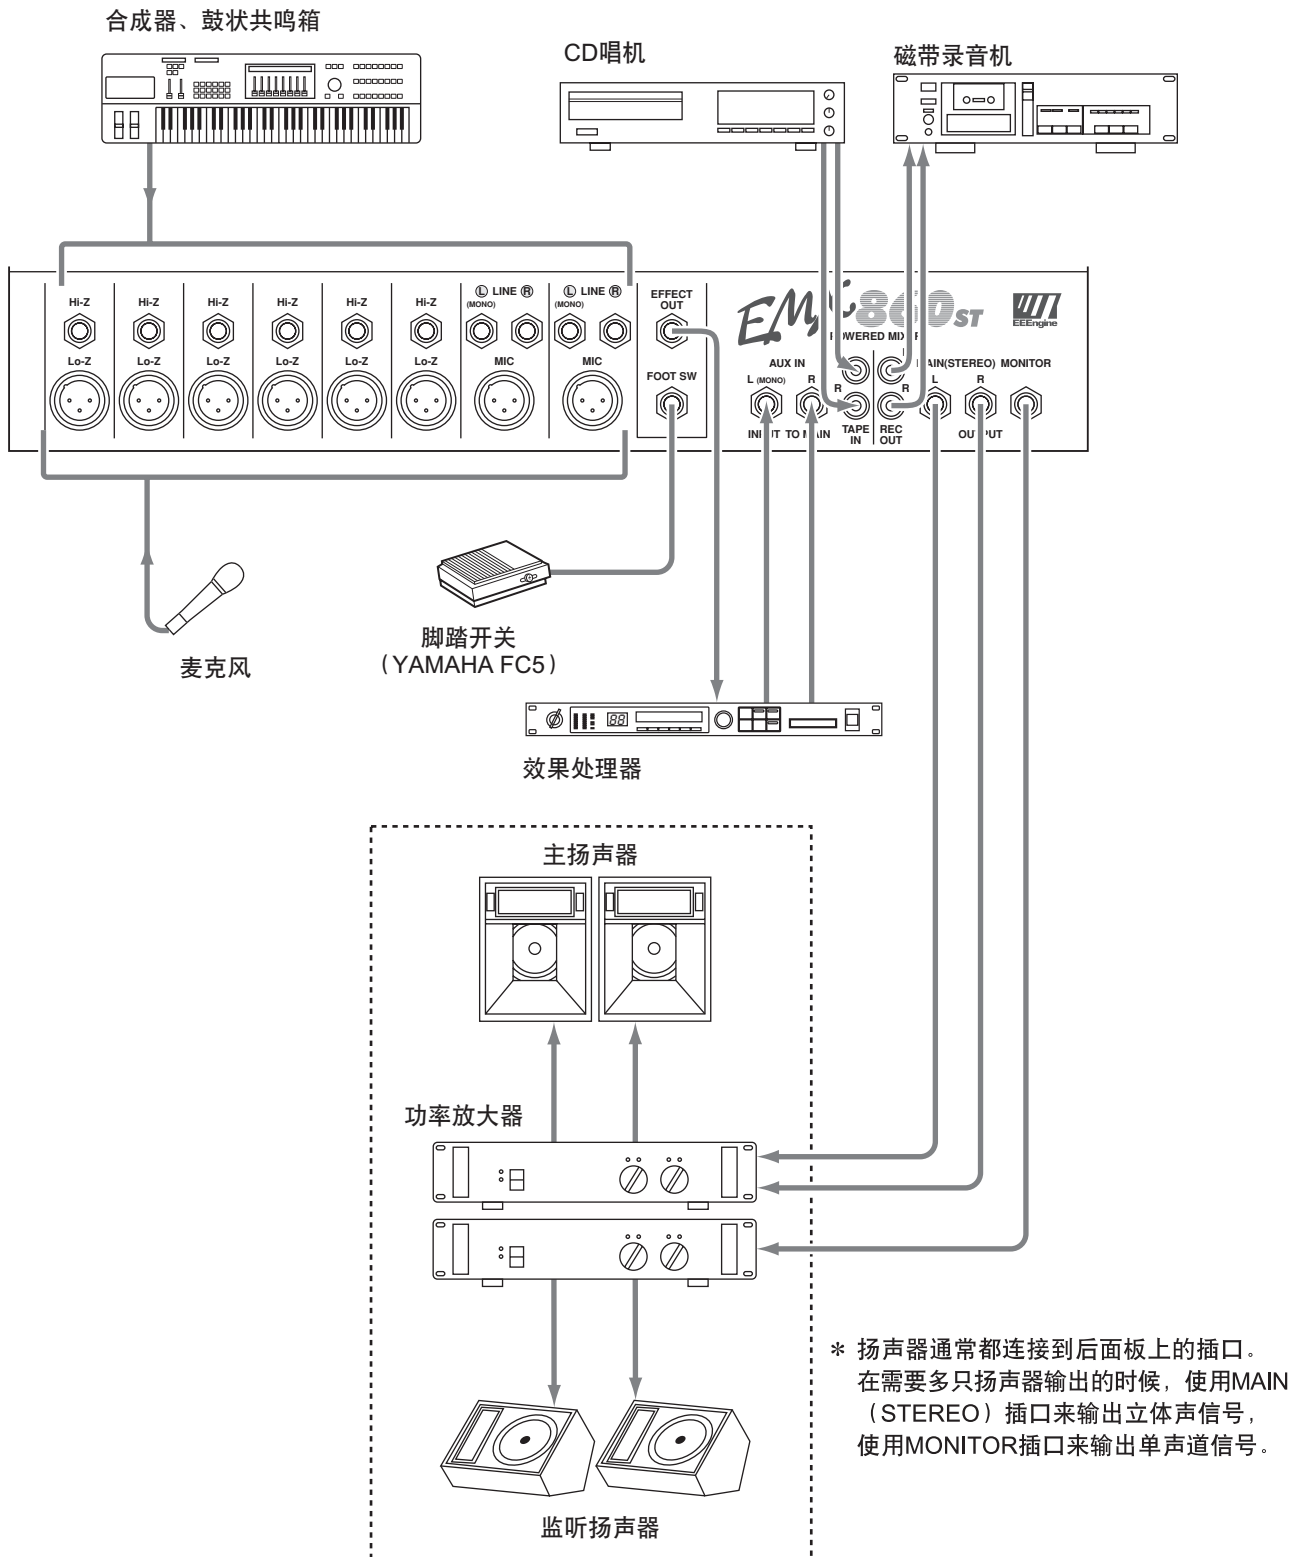 合成器、鼓状共鸣箱
CD唱机
磁带录音机
Hi-Z Hi-Z Hi-Z Hi-Z Hi-Z Hi-Z
Ⓛ LINE Ⓡ
(MONO)
Ⓛ LINE Ⓡ
(MONO)
EFFECT
OUT
Lo-Z Lo-Z Lo-Z Lo-Z Lo-Z Lo-Z MIC MIC
FOOT SW
ST
EEEngine
AUX IN
L (MONO) R
R
R
(STEREO) MONITOR
L R
TO
TAPE
IN
REC
OUT
麦克风
脚踏开关
（YAMAHA FC5）
88
效果处理器
主扬声器
功率放大器
监听扬声器
* 扬声器通常都连接到后面板上的插口。
在需要多只扬声器输出的时候，使用MAIN
（STEREO）插口来输出立体声信号，
使用MONITOR插口来输出单声道信号。